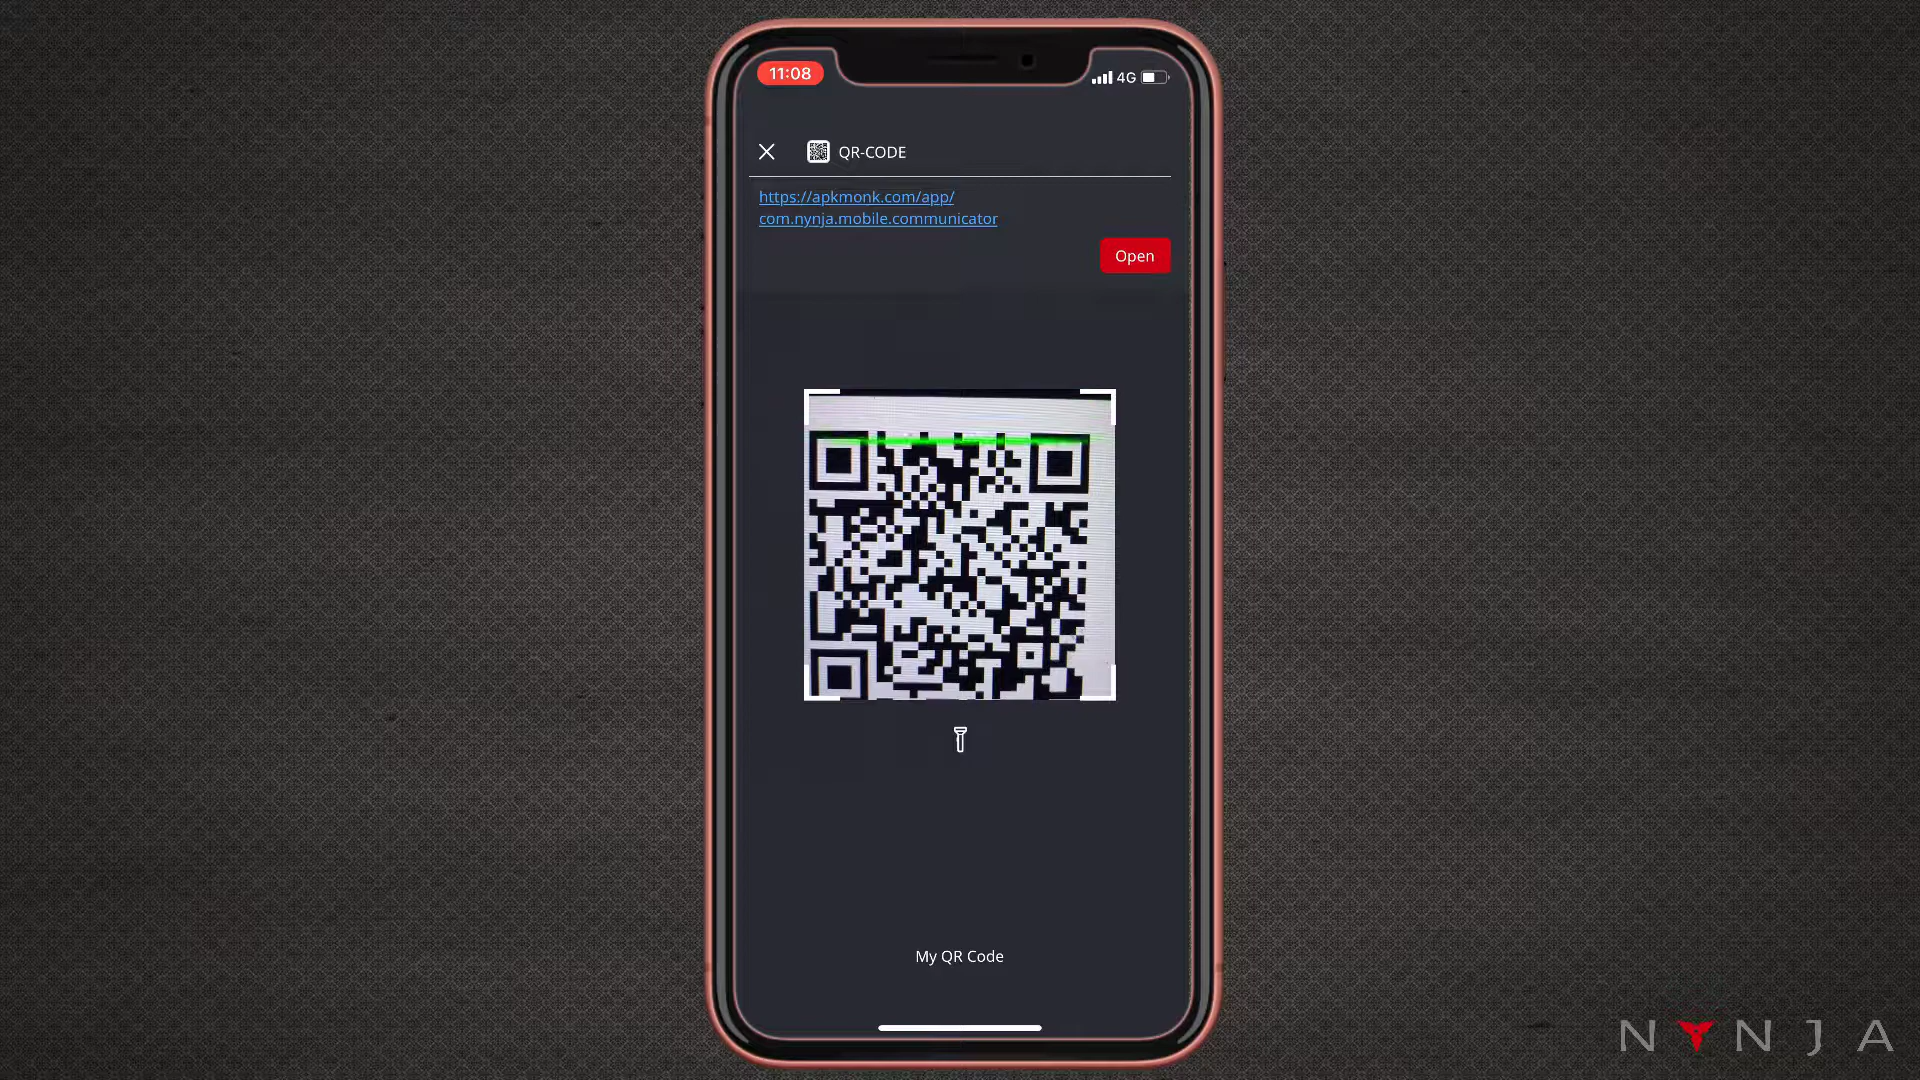 11:08
4G
QR-CODE
https://apkmonk.com/app/
com.nynja.mobile.communicator
Open
My QR Code
NYNJA